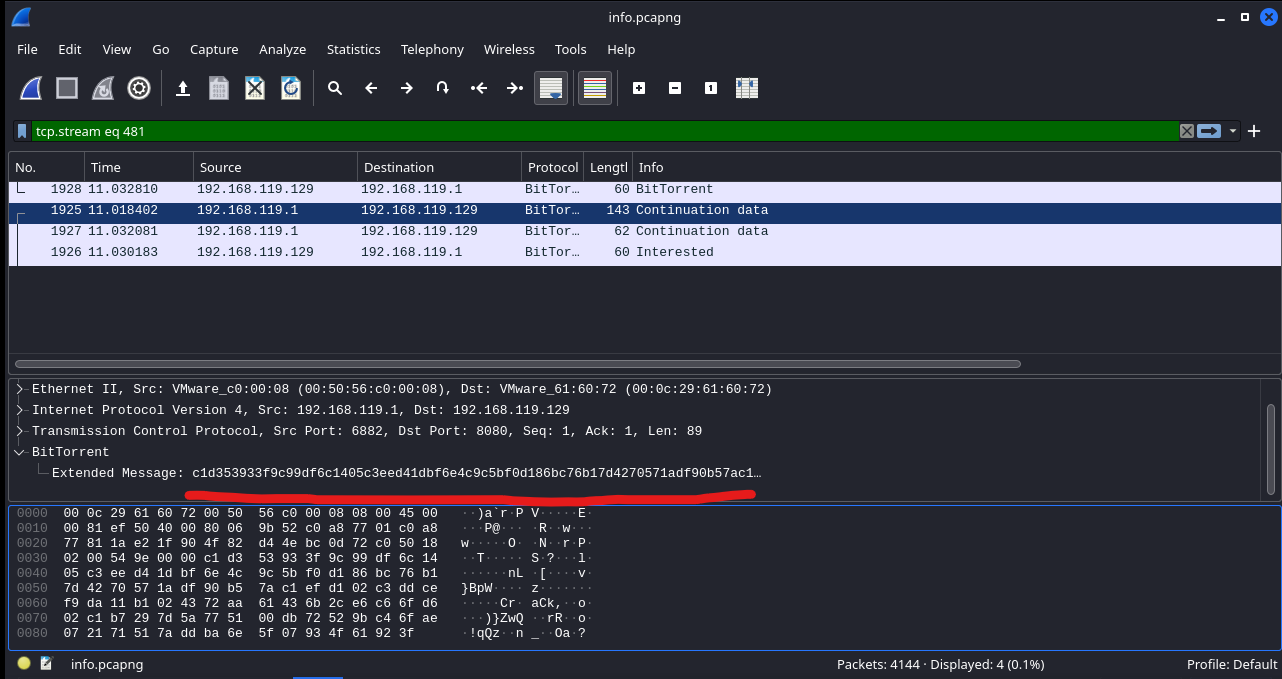 info.pcapng
File Edit View Go Capture Analyze Statistics Telephony Wireless Tools Help
tcp.stream eq 481
No. Time Source Destination Protocol Lengtl Info
1928 11.032810 192.168.119.129 192.168.119.1 BitTor… 60 BitTorrent
1925 11.018402 192.168.119.1 192.168.119.129 BitTor… 143 Continuation data
1927 11.032081 192.168.119.1 192.168.119.129 BitTor… 62 Continuation data
1926 11.030183 192.168.119.129 192.168.119.1 BitTor… 60 Interested
Ethernet II, Src: VMware_c0:00:08 (00:50:56:c0:00:08), Dst: VMware_61:60:72 (00:0c:29:61:60:72)
Internet Protocol Version 4, Src: 192.168.119.1, Dst: 192.168.119.129
Transmission Control Protocol, Src Port: 6882, Dst Port: 8080, Seq: 1, Ack: 1, Len: 89
BitTorrent
Extended Message: c1d353933f9c99df6c1405c3eed41dbf6e4c9c5bf0d186bc76b17d4270571adf90b57ac1…
0000 00 0c 29 61 60 72 00 50 56 c0 00 08 08 00 45 00 ··)a`r·P V·····E·
0010 00 81 ef 50 40 00 80 06 9b 52 c0 a8 77 01 c0 a8 ···P@··· ·R··w···
0020 77 81 1a e2 1f 90 4f 82 d4 4e bc 0d 72 c0 50 18 w·····O· ·N··r·P·
0030 02 00 54 9e 00 00 c1 d3 53 93 3f 9c 99 df 6c 14 ··T····· S·?···l·
0040 05 c3 ee d4 1d bf 6e 4c 9c 5b f0 d1 86 bc 76 b1 ······nL ·[····v·
0050 7d 42 70 57 1a df 90 b5 7a c1 ef d1 02 c3 dd ce }BpW···· z·······
0060 f9 da 11 b1 02 43 72 aa 61 43 6b 2c e6 c6 6f d6 ·····Cr· aCk,··o·
0070 02 c1 b7 29 7d 5a 77 51 00 db 72 52 9b c4 6f ae ···)}ZwQ ··rR··o·
0080 07 21 71 51 7a dd ba 6e 5f 07 93 4f 61 92 3f ·!qQz··n _··Oa·?
info.pcapng Packets: 4144 · Displayed: 4 (0.1%) Profile: Default